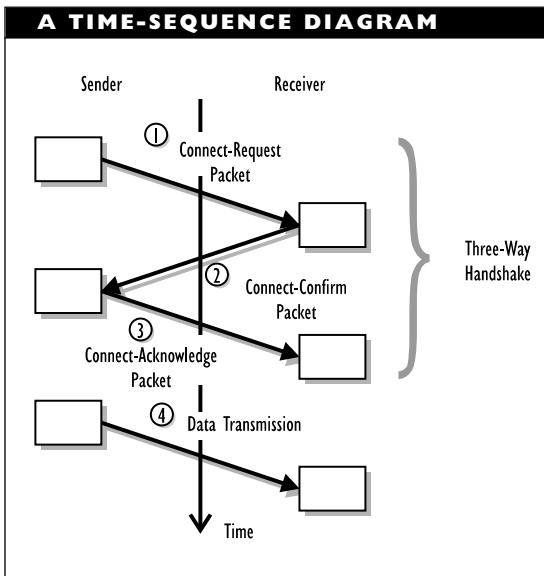 A TIME-SEQUENCE DIAGRAM
Sender
Receiver
1
Connect-Request
Packet
2
Connect-Confirm
Packet
Three-Way
Handshake
3
Connect-Acknowledge
Packet
4
Data Transmission
Time